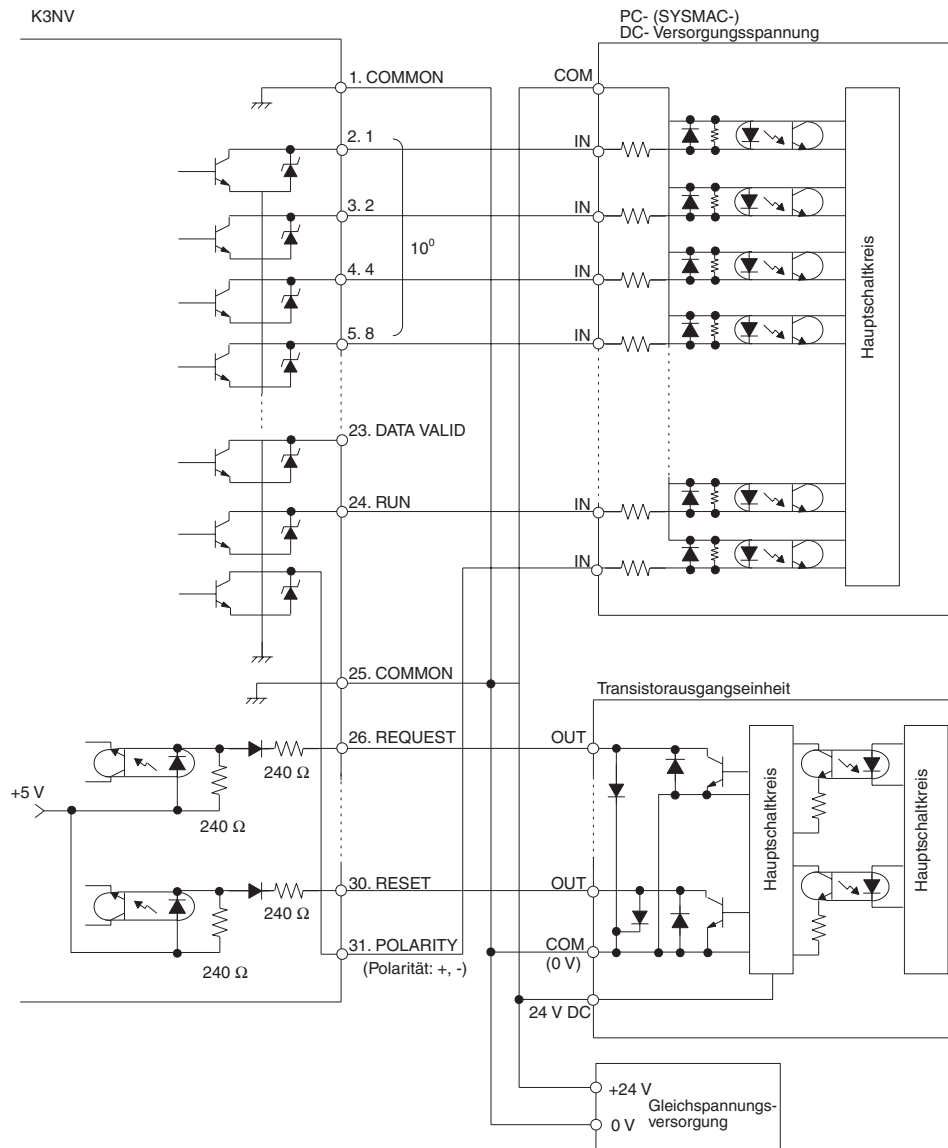 K3NV
PC- (SYSMAC-)
DC- Versorgungsspannung
1. COMMON
COM
2. 1
IN
3. 2
IN
10⁰
4. 4
IN
5. 8
IN
Hauptschaltkreis
23. DATA VALID
24. RUN
IN
IN
25. COMMON
Transistorausgangseinheit
26. REQUEST
OUT
240 Ω
+5 V
240 Ω
Hauptschaltkreis
Hauptschaltkreis
30. RESET
OUT
240 Ω
31. POLARITY
(Polarität: +, -)
COM
(0 V)
240 Ω
24 V DC
+24 V
Gleichspannungs-
versorgung
0 V